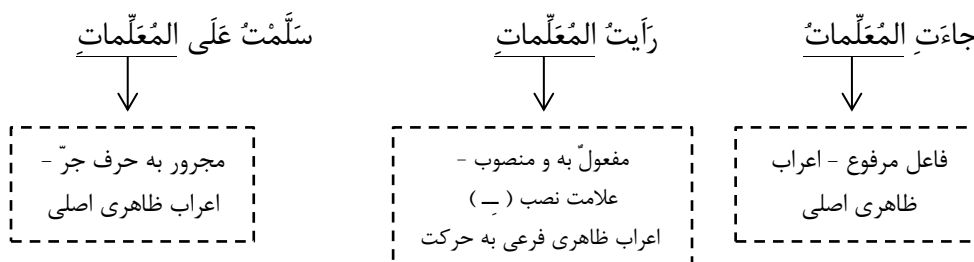 جاءَتِ المُعَلِّماتُ
رَاَیتُ المُعَلِّماتِ
سَلَّمْتُ عَلَی المُعَلِّماتِ
فاعل مرفوع – اعراب
ظاهری اصلی
مفعولٌ به و منصوب –
علامت نصب ( ـِـ )
اعراب ظاهری فرعی به حرکت
مجرور به حرف جرّ –
اعراب ظاهری اصلی